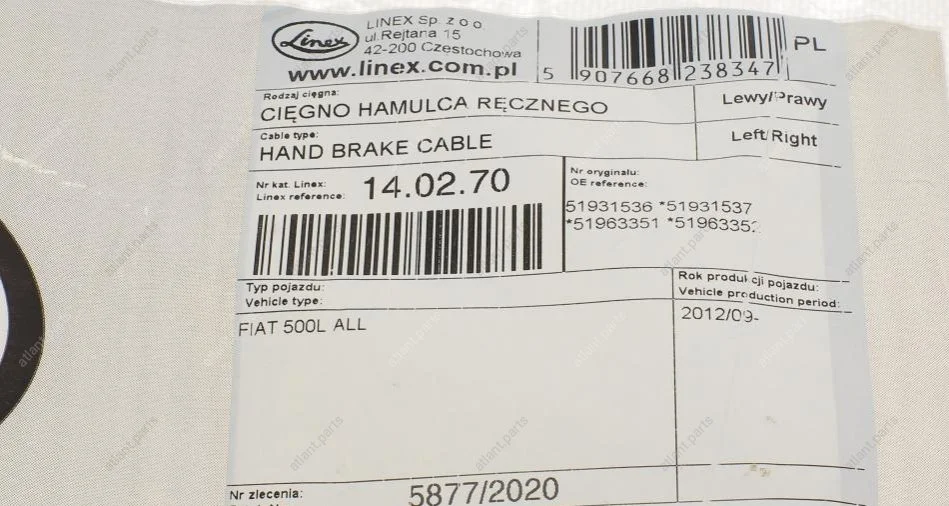 Linex
LINEX Sp. z o.o.
ul.Rejtana 15
42-200 Częstochowa
www.linex.com.pl
5 907668 238347
PL
Rodzaj cięgna:
CIĘGNO HAMULCA RĘCZNEGO
Lewy/Prawy
Cable type:
HAND BRAKE CABLE
Left/Right
Nr kat. Linex:
Linex reference:
14.02.70
Nr oryginału:
OE reference:
51931536 *51931537
*51963351 *51963352
Typ pojazdu:
Vehicle type:
Rok produkcji pojazdu:
Vehicle production period:
FIAT 500L ALL
2012/09-
Nr zlecenia:
5877/2020
atlant.parts